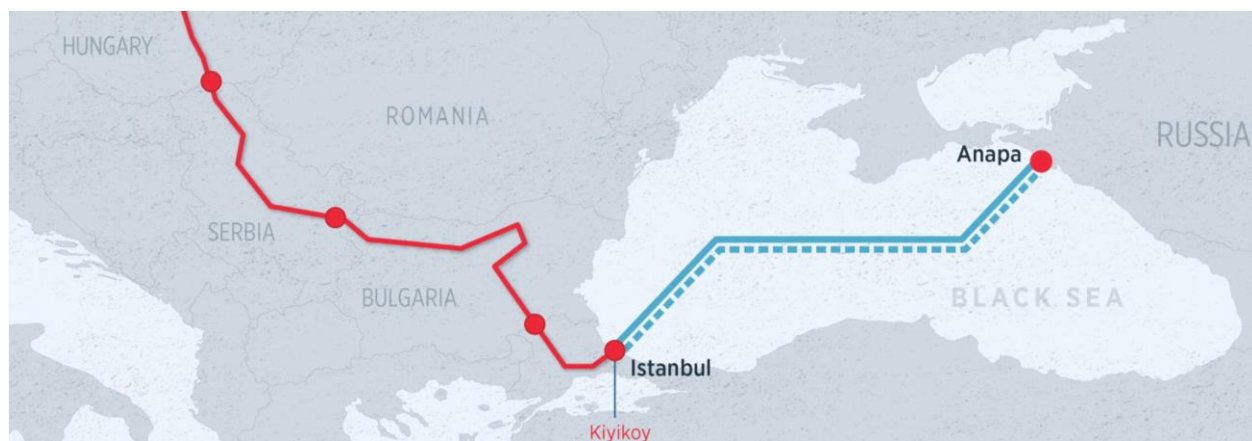 HUNGARY
ROMANIA
RUSSIA
Anapa
SERBIA
BULGARIA
BLACK SEA
Istanbul
Kiyikoy